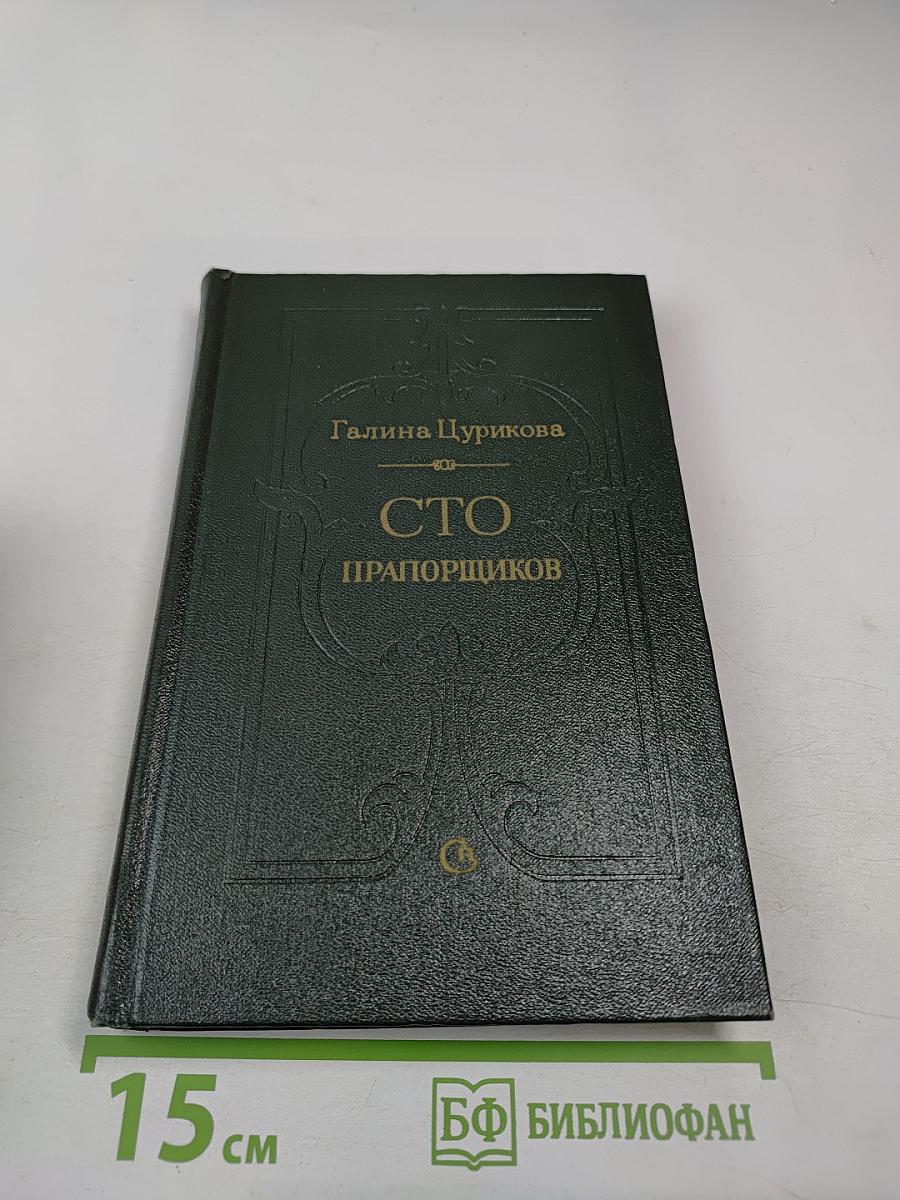 Галина Цурикова
СТО
ПРАПОРЩИКОВ
15 см
БФ БИБЛИОФАН